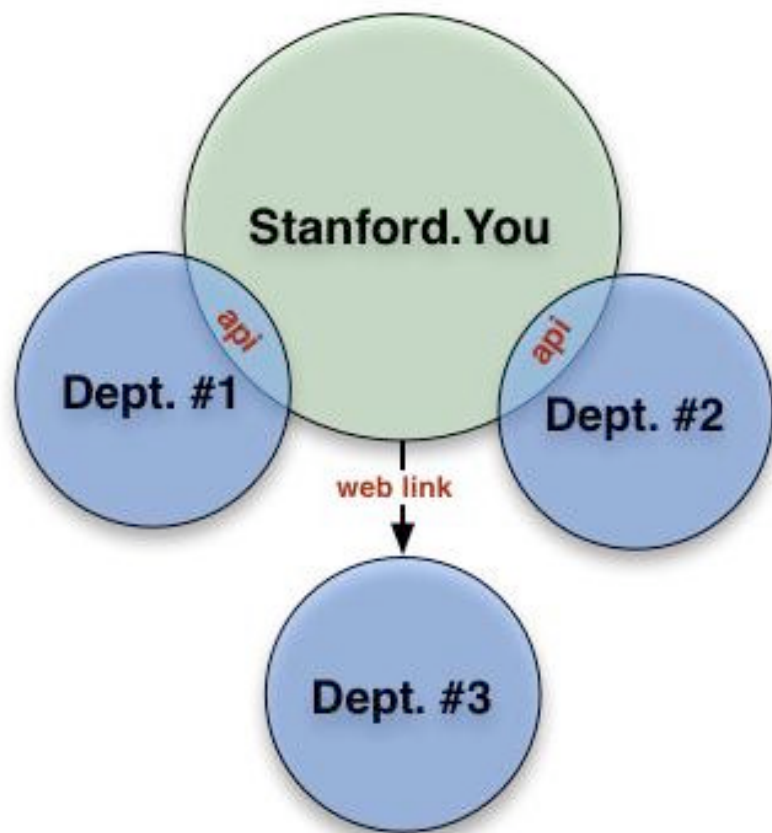 Stanford.You
api
api
Dept. #1
Dept. #2
web link
Dept. #3